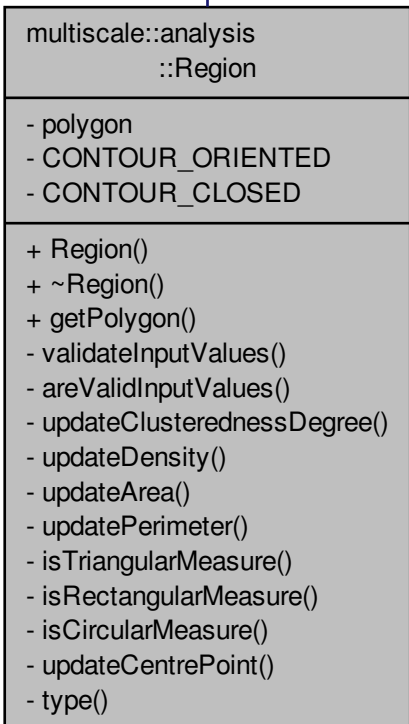 multiscale::analysis
::Region
- polygon
- CONTOUR_ORIENTED
- CONTOUR_CLOSED
+ Region()
+ ~Region()
+ getPolygon()
- validateInputValues()
- areValidInputValues()
- updateClusterednessDegree()
- updateDensity()
- updateArea()
- updatePerimeter()
- isTriangularMeasure()
- isRectangularMeasure()
- isCircularMeasure()
- updateCentrePoint()
- type()